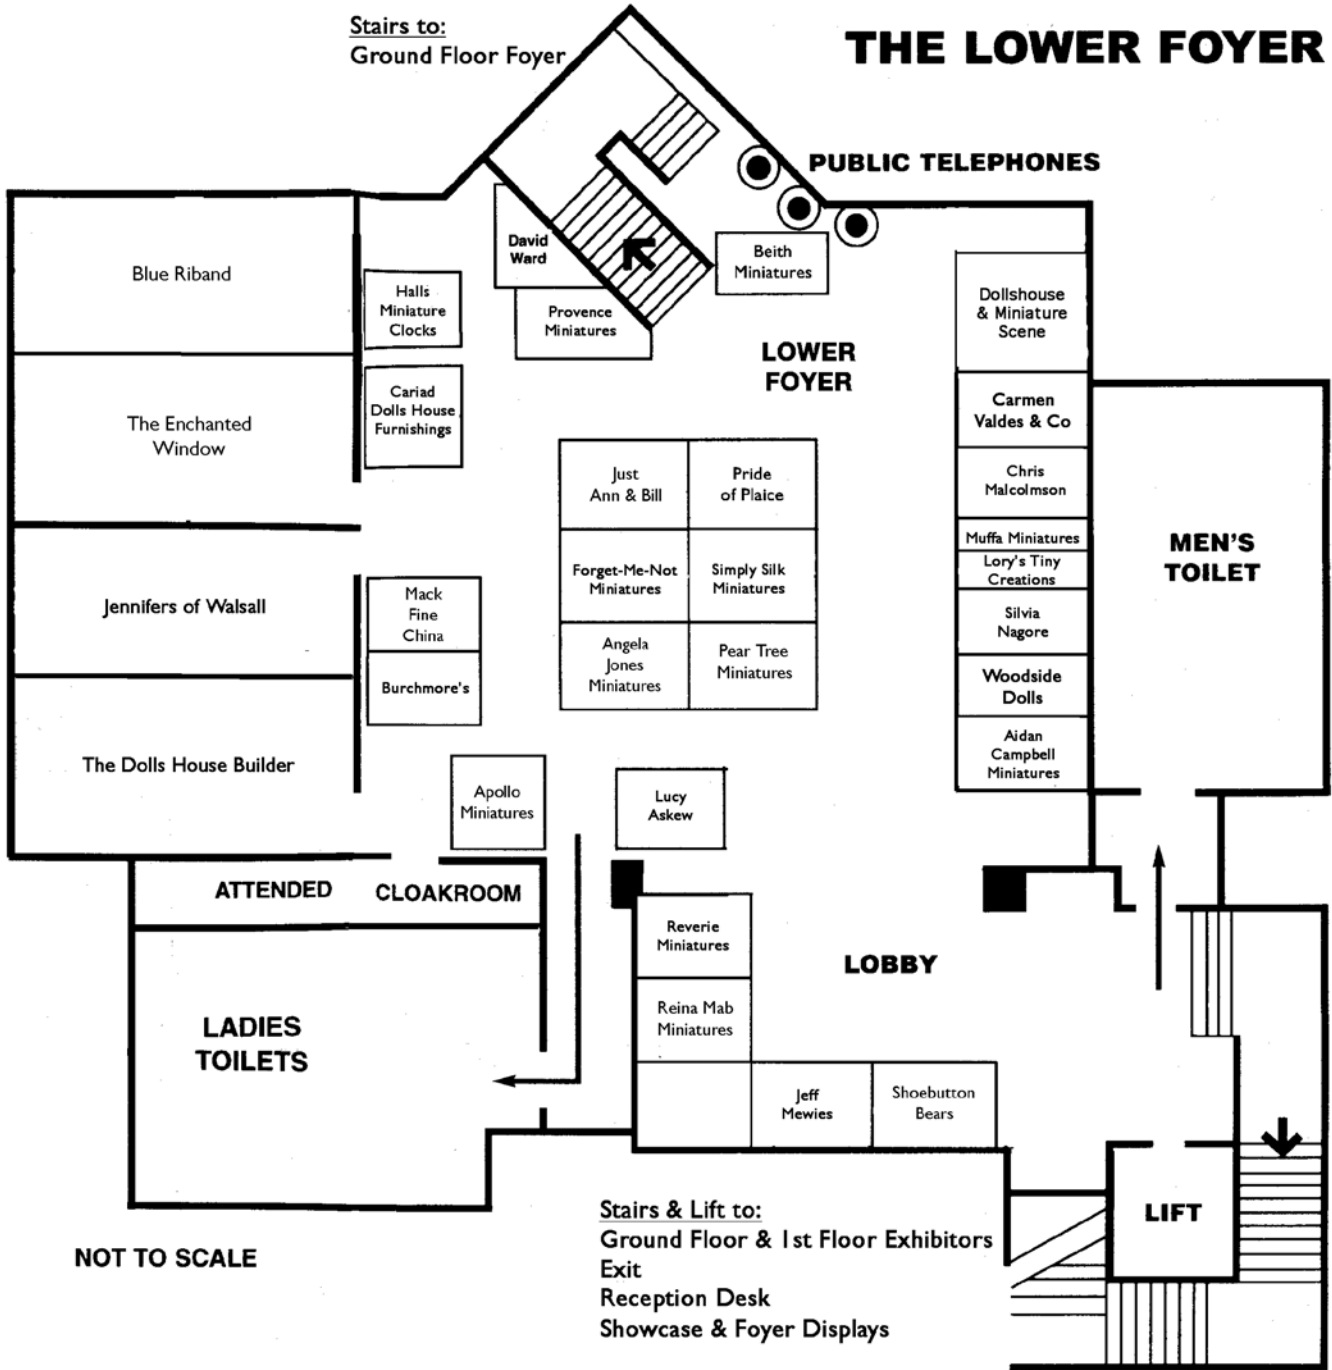 Stairs to:
Ground Floor Foyer
THE LOWER FOYER
PUBLIC TELEPHONES
Blue Riband
Halls
Miniature
Clocks
David
Ward
Provence
Miniatures
Beith
Miniatures
LOWER
FOYER
Dollshouse
& Miniature
Scene
The Enchanted
Window
Cariad
Dolls House
Furnishings
Carmen
Valdes & Co
Just
Ann & Bill
Pride
of Plaice
Chris
Malcolmson
Forget-Me-Not
Miniatures
Simply Silk
Miniatures
Muffa Miniatures
Lory's Tiny
Creations
MEN'S
TOILET
Jennifers of Walsall
Mack
Fine
China
Angela
Jones
Miniatures
Pear Tree
Miniatures
Silvia
Nagore
Burchmore's
Woodside
Dolls
The Dolls House Builder
Apollo
Miniatures
Lucy
Askew
Aidan
Campbell
Miniatures
ATTENDED CLOAKROOM
Reverie
Miniatures
LOBBY
LADIES
TOILETS
Reina Mab
Miniatures
Jeff
Mewies
Shoebutton
Bears
LIFT
NOT TO SCALE
Stairs & Lift to:
Ground Floor & 1st Floor Exhibitors
Exit
Reception Desk
Showcase & Foyer Displays